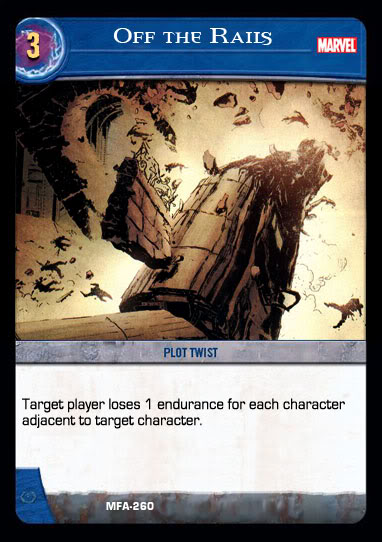 3
Off the Rails
MARVEL
PLOT TWIST
Target player loses 1 endurance for each character
adjacent to target character.
MFA-260